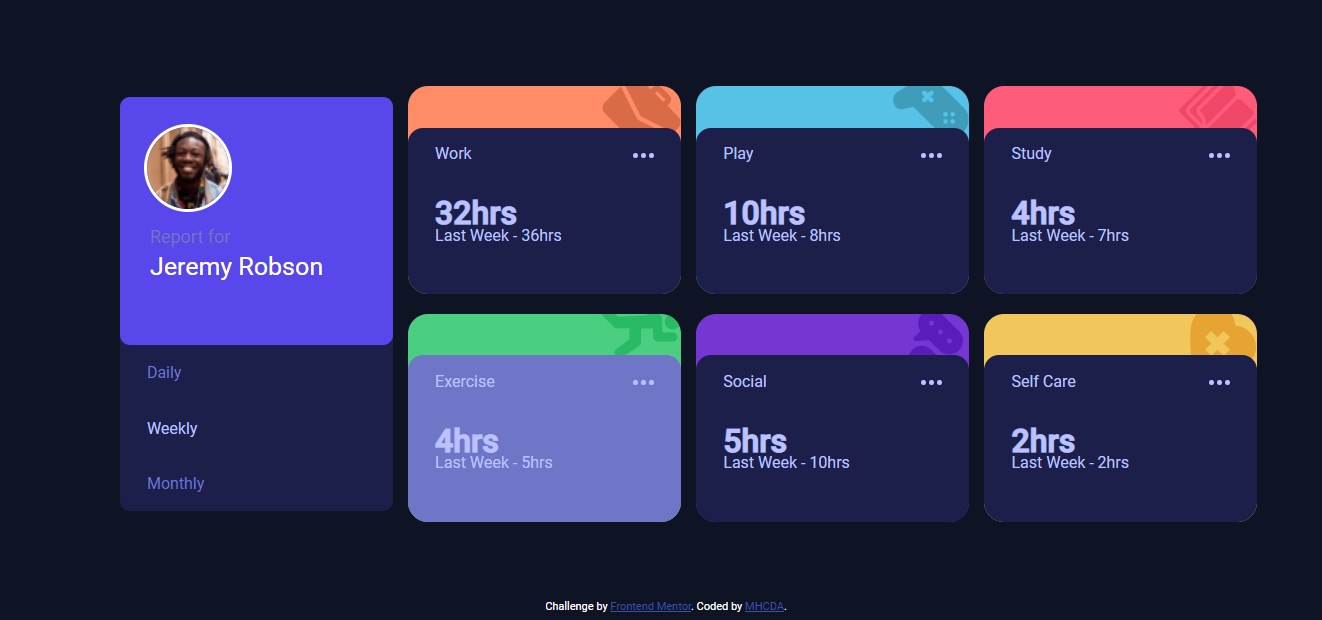 Report for
Jeremy Robson
Daily
Weekly
Monthly
Work
32hrs
Last Week - 36hrs
Play
10hrs
Last Week - 8hrs
Study
4hrs
Last Week - 7hrs
Exercise
4hrs
Last Week - 5hrs
Social
5hrs
Last Week - 10hrs
Self Care
2hrs
Last Week - 2hrs
Challenge by Frontend Mentor. Coded by MHCDA.